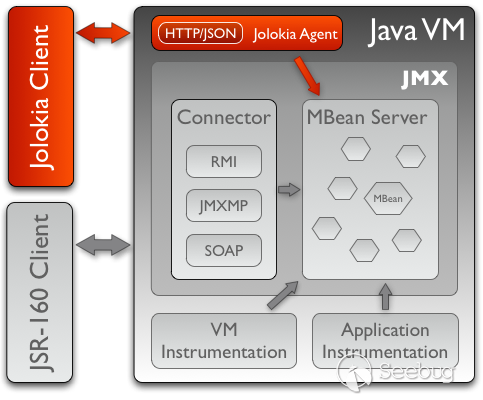 Jolokia Client
JSR-160 Client
HTTP/JSON
Jolokia Agent
Java VM
JMX
Connector
RMI
JMXMP
SOAP
MBean Server
MBean
VM
Instrumentation
Application
Instrumentation
Seebug